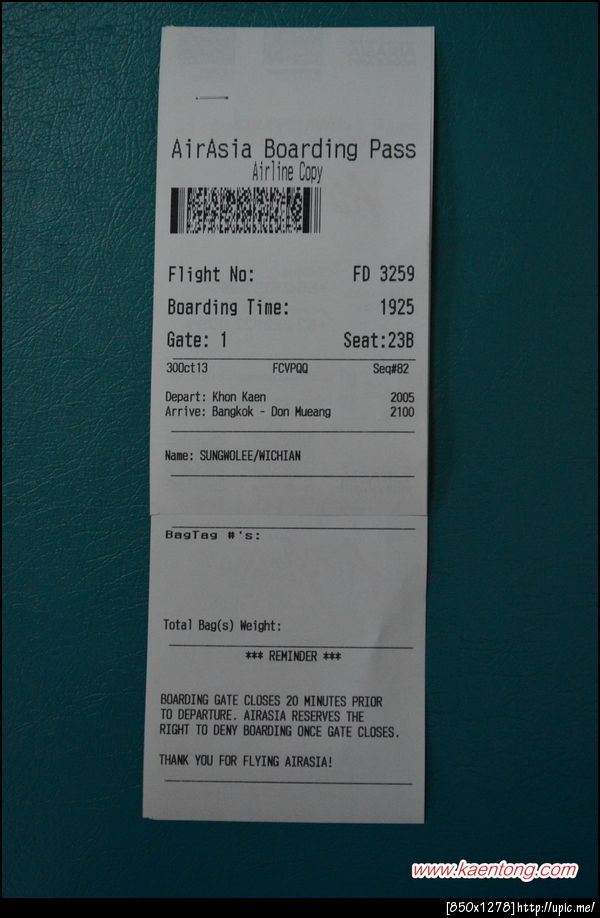 AirAsia Boarding Pass
Airline Copy
Flight No: FD 3259
Boarding Time: 1925
Gate: 1 Seat:23B
30Oct13 FCVPQQ Seq#82
Depart: Khon Kaen 2005
Arrive: Bangkok - Don Mueang 2100
Name: SUNGWOLEE/WICHIAN
BagTag #'s:
Total Bag(s) Weight:
*** REMINDER ***
BOARDING GATE CLOSES 20 MINUTES PRIOR
TO DEPARTURE. AIRASIA RESERVES THE
RIGHT TO DENY BOARDING ONCE GATE CLOSES.
THANK YOU FOR FLYING AIRASIA!
www.kaentong.com
[850x1278]http://upic.me/